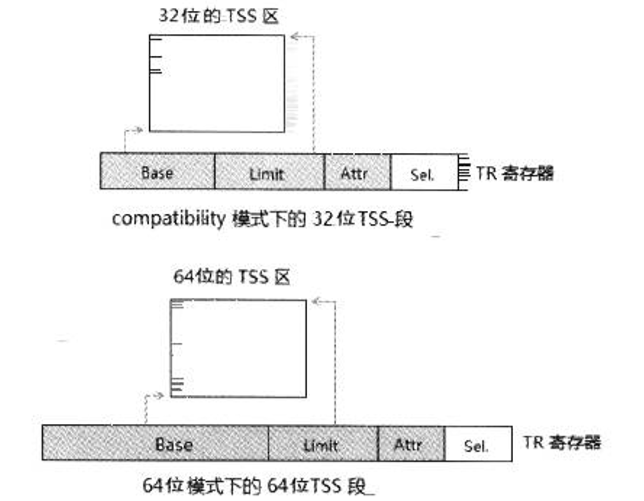 32位的 TSS 区
Base Limit Attr Sel. TR 寄存器
compatibility 模式下的 32位TSS段
64位的 TSS 区
Base Limit Attr Sel. TR 寄存器
64位模式下的 64位TSS 段